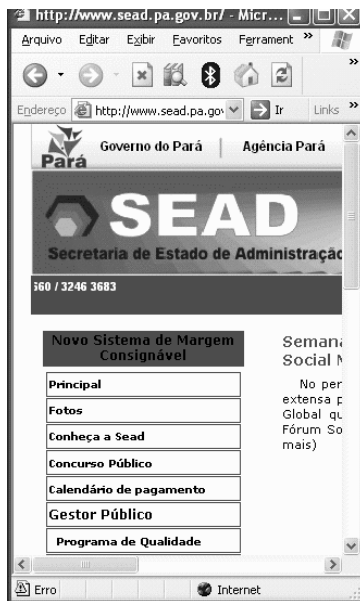 http://www.sead.pa.gov.br/ - Micr...
Arquivo Editar Exibir Favoritos Ferrament »
»
Endereço http://www.sead.pa.gov Ir Links »
Pará Governo do Pará | Agência Pará
SEAD
Secretaria de Estado de Administração
560 / 3246 3683
Novo Sistema de Margem
Consignável
Principal
Fotos
Conheça a Sead
Concurso Público
Calendário de pagamento
Gestor Público
Programa de Qualidade
Semana
Social
No per
extensa p
Global qu
Fórum So
mais)
Erro Internet